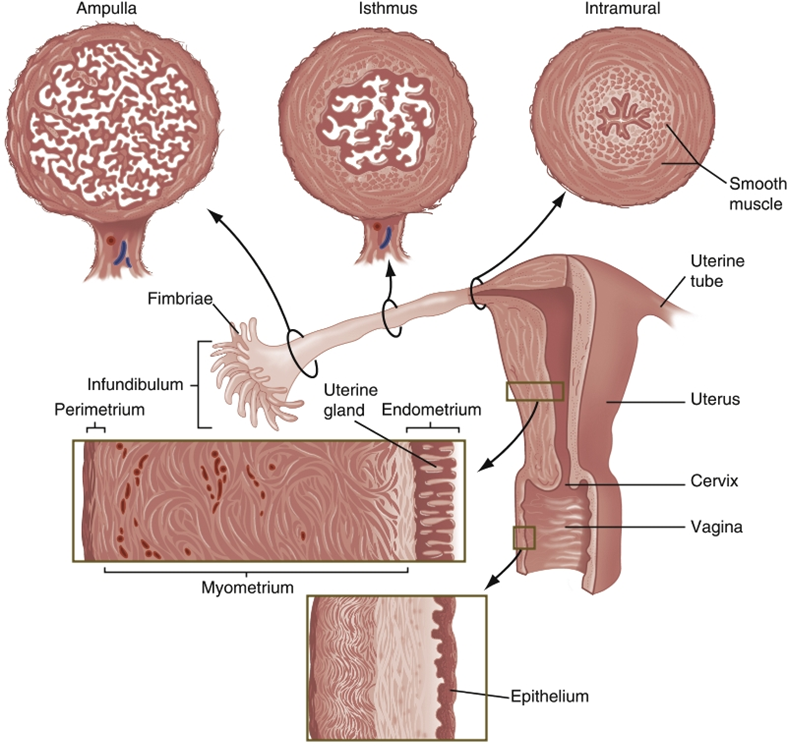 Ampulla
Isthmus
Intramural
Smooth
muscle
Uterine
tube
Fimbriae
Infundibulum
Perimetrium
Uterine
gland
Endometrium
Uterus
Cervix
Vagina
Myometrium
Epithelium